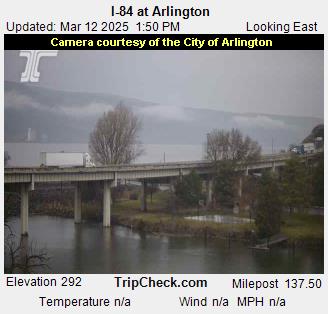 I-84 at Arlington
Updated: Mar 12 2025 1:50 PM Looking East
Camera courtesy of the City of Arlington
Elevation 292 TripCheck.com Milepost 137.50
Temperature n/a Wind n/a MPH n/a